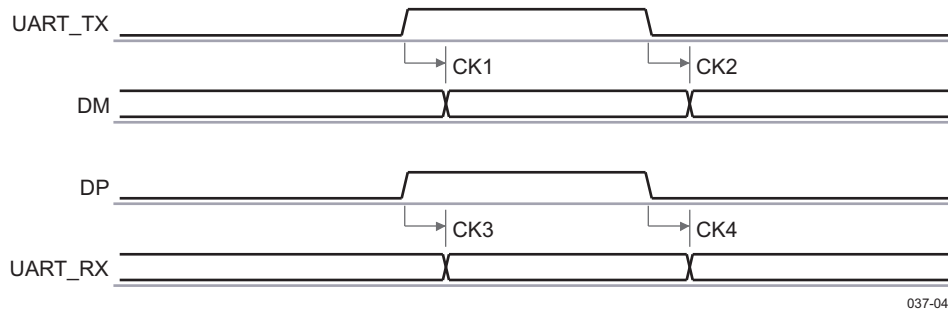 UART_TX
CK1 CK2
DM
DP
CK3 CK4
UART_RX
037-04